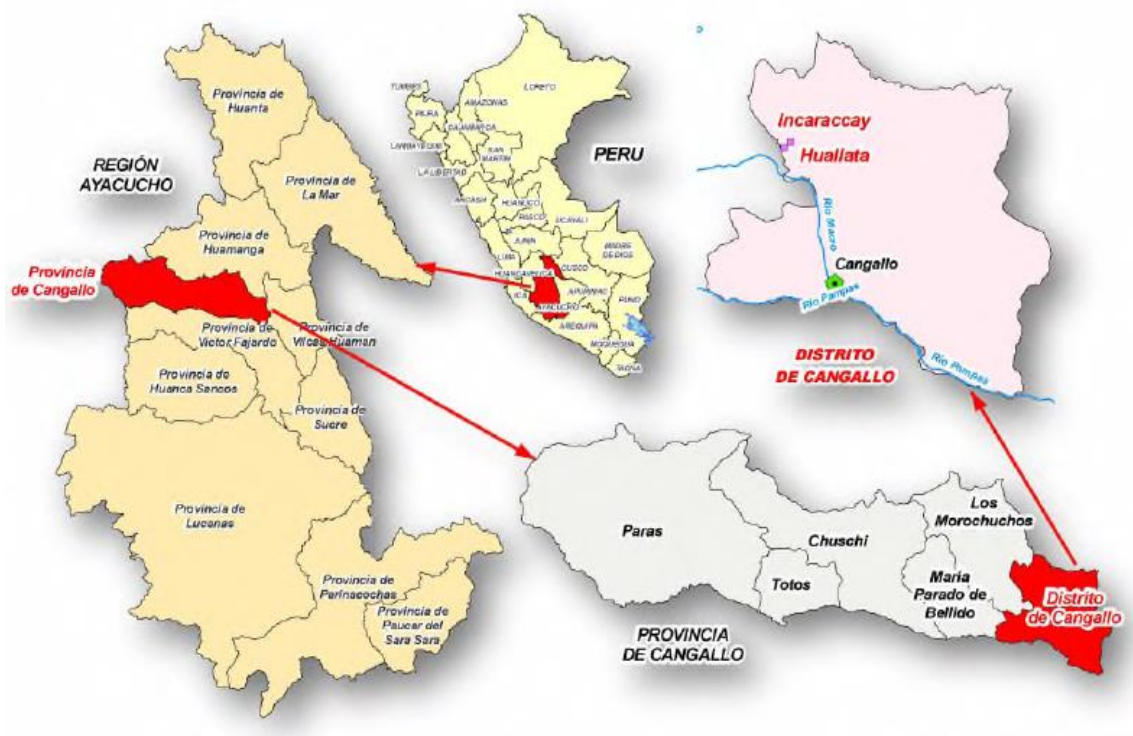 REGIÓN
AYACUCHO
Provincia de
Huanta
Provincia de
La Mar
Provincia de
Huamanga
Provincia
de Cangallo
Provincia de
Victor Fajardo
Provincia de
Vilcas Huaman
Provincia de
Huanca Sancos
Provincia de
Sucre
Provincia de
Lucanas
Provincia de
Parinacochas
Provincia de
Paucar del
Sara Sara
PERU
TUMBES
PIURA
LAMBAYEQUE
CAJAMARCA
AMAZONAS
LORETO
SAN
MARTIN
LA LIBERTAD
ANCASH
HUANUCO
PASCO
UCAYALI
JUNIN
LIMA
MADRE
DE DIOS
HUANCAVELICA
CUSCO
ICA
AYACUCHO
APURIMAC
PUNO
AREQUIPA
MOQUEGUA
TACNA
Incaraccay
Huallata
Rio Macro
Cangallo
Rio Pampas
Rio Pampas
DISTRITO
DE CANGALLO
Paras
Totos
Chuschi
Los
Morochuchos
Maria
Parado de
Bellido
Distrito
de Cangallo
PROVINCIA
DE CANGALLO